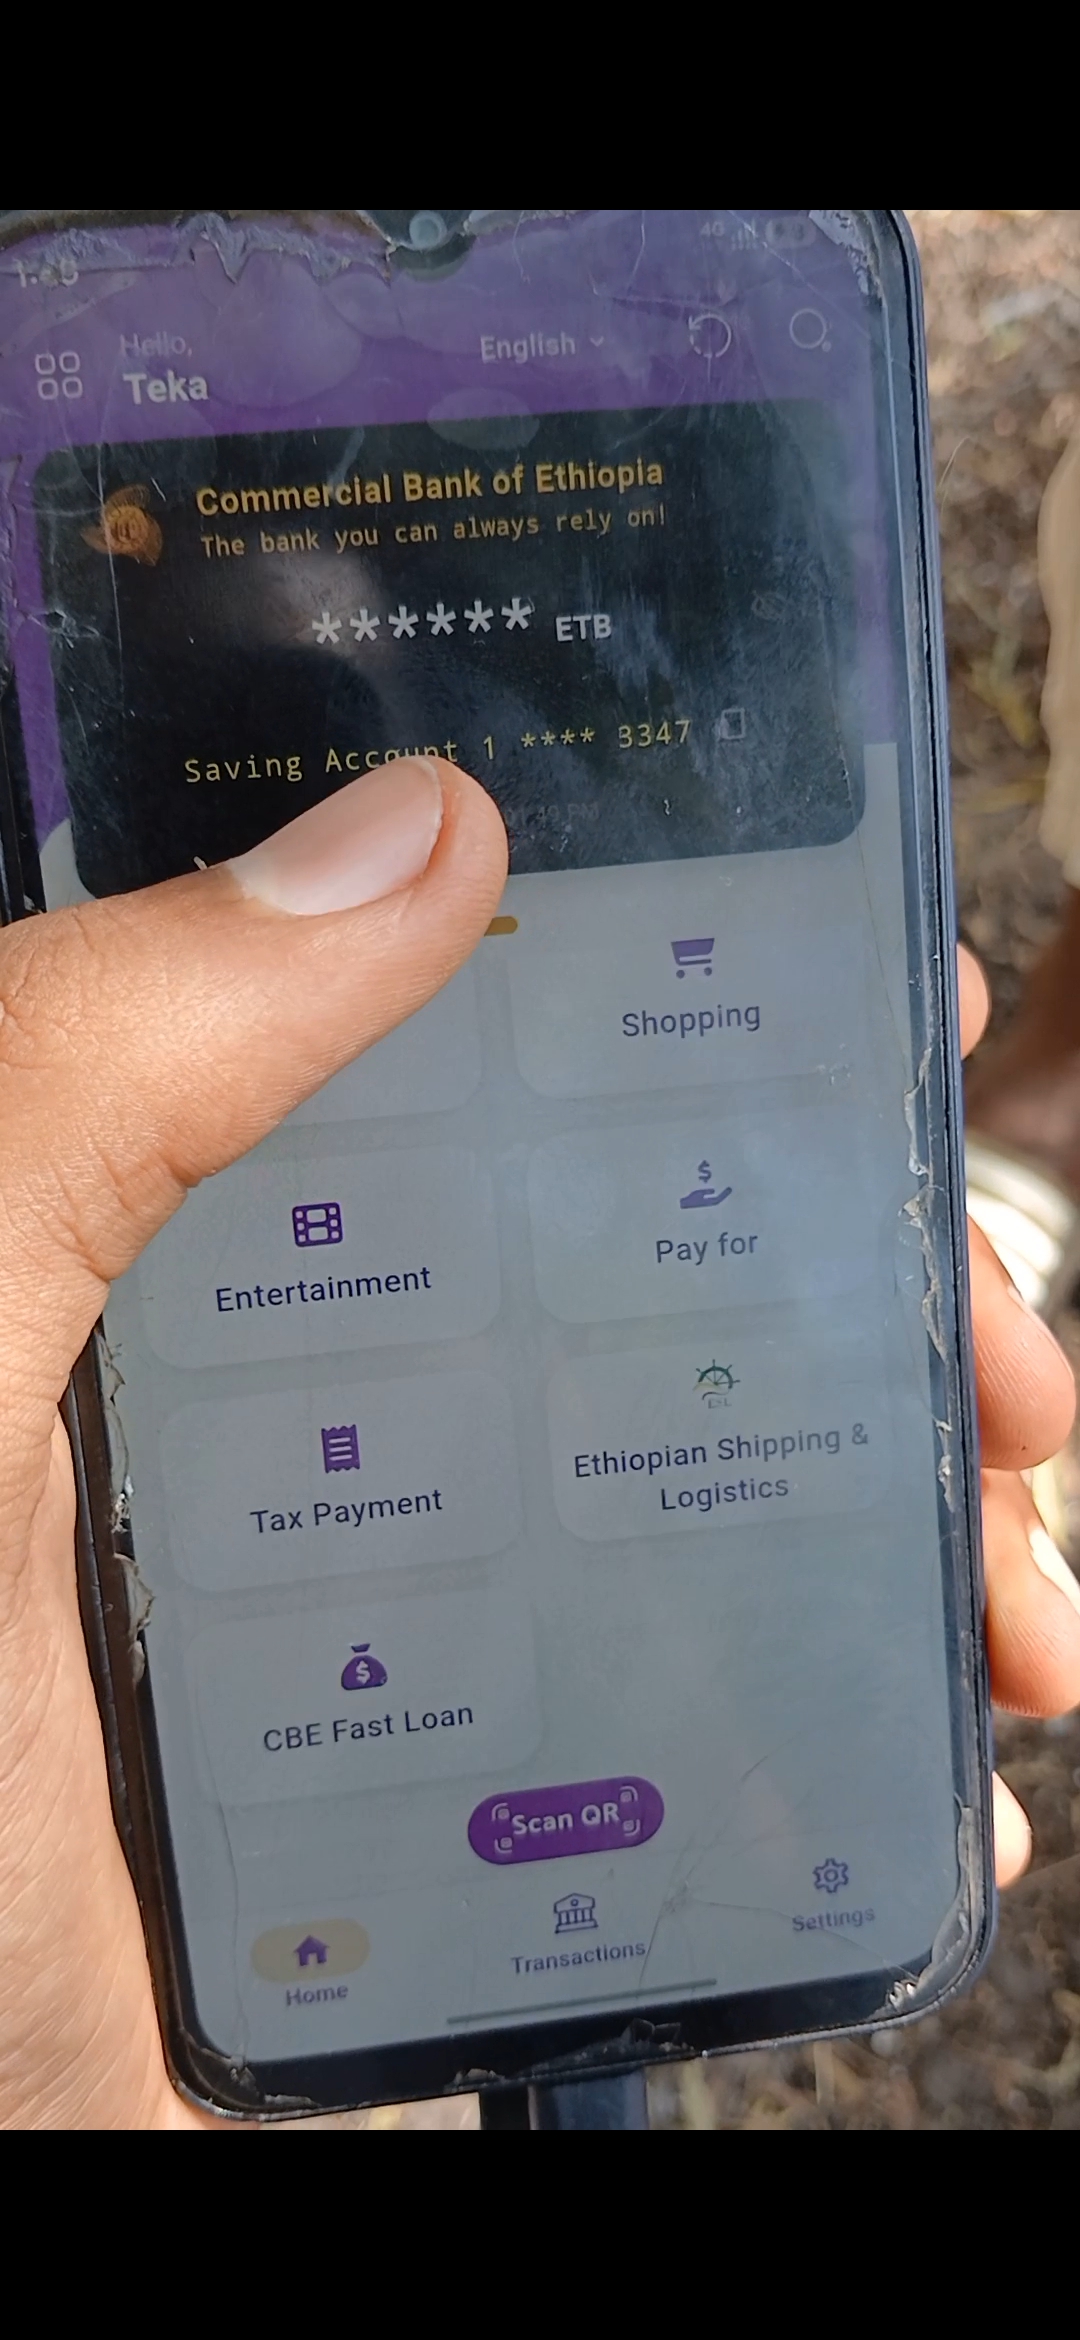 4G
Hello,
English
Teka
Commercial Bank of Ethiopia
The bank you can always rely on!
****** ETB
Saving Account 1 **** 3347
Shopping
Entertainment
Pay for
Tax Payment
Ethiopian Shipping &
Logistics
CBE Fast Loan
Scan QR
Home
Transactions
Settings